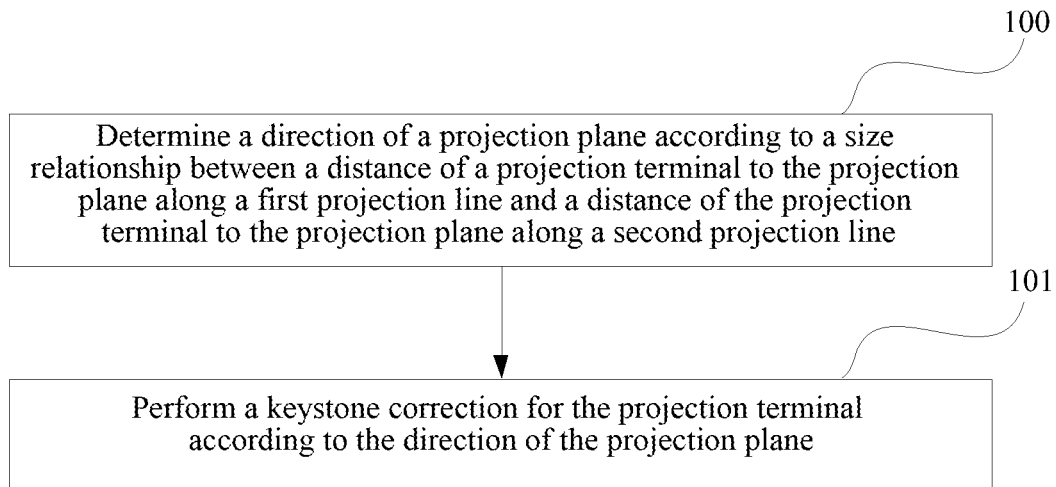 100
Determine a direction of a projection plane according to a size
relationship between a distance of a projection terminal to the projection
plane along a first projection line and a distance of the projection
terminal to the projection plane along a second projection line
101
Perform a keystone correction for the projection terminal
according to the direction of the projection plane